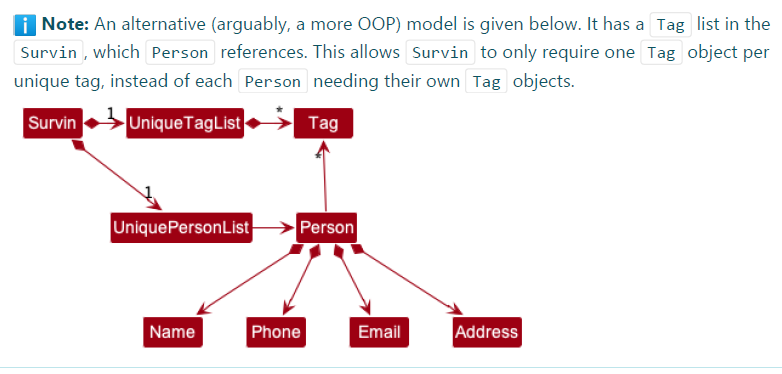 Note: An alternative (arguably, a more OOP) model is given below. It has a Tag list in the
Survin , which Person references. This allows Survin to only require one Tag object per
unique tag, instead of each Person needing their own Tag objects.
Survin 1 UniqueTagList * Tag
*
1
UniquePersonList Person
Name Phone Email Address